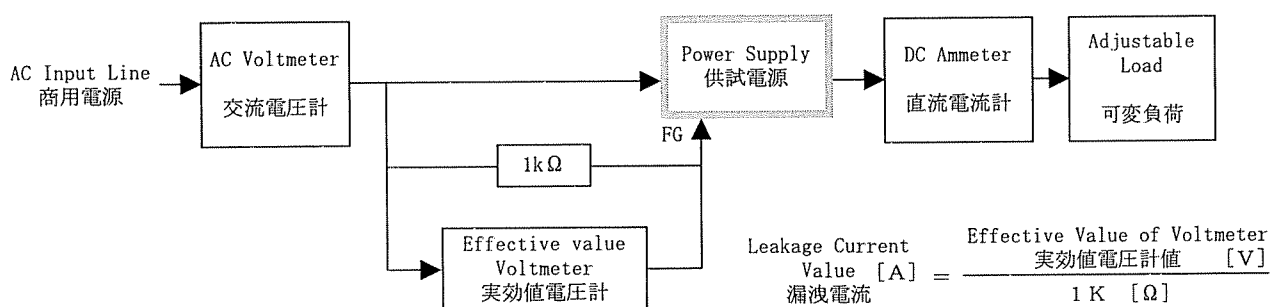 AC Input Line
商用電源
AC Voltmeter
交流電圧計
Power Supply
供試電源
DC Ammeter
直流電流計
Adjustable
Load
可変負荷
FG
1kΩ
Effective value
Voltmeter
実効値電圧計
Leakage Current
Value [A]
漏洩電流
=
Effective Value of Voltmeter
実効値電圧計値 [V]
1 K [Ω]